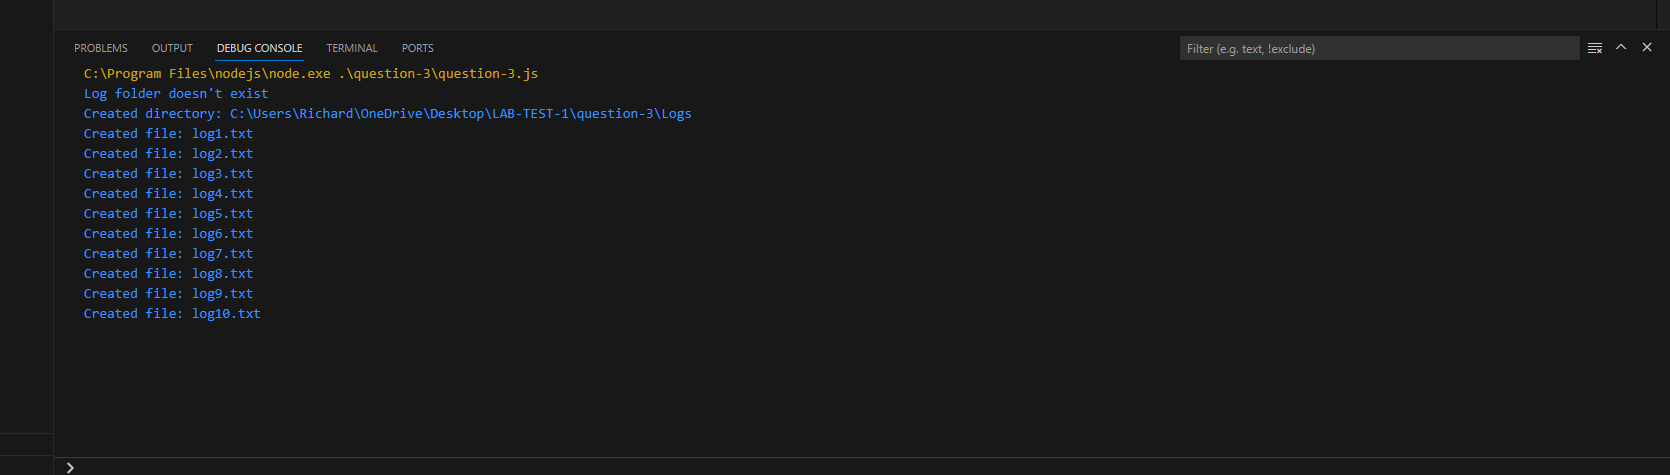 PROBLEMS OUTPUT DEBUG CONSOLE TERMINAL PORTS Filter (e.g. text, !exclude)
C:\Program Files\nodejs\node.exe .\question-3\question-3.js
Log folder doesn't exist
Created directory: C:\Users\Richard\OneDrive\Desktop\LAB-TEST-1\question-3\Logs
Created file: log1.txt
Created file: log2.txt
Created file: log3.txt
Created file: log4.txt
Created file: log5.txt
Created file: log6.txt
Created file: log7.txt
Created file: log8.txt
Created file: log9.txt
Created file: log10.txt